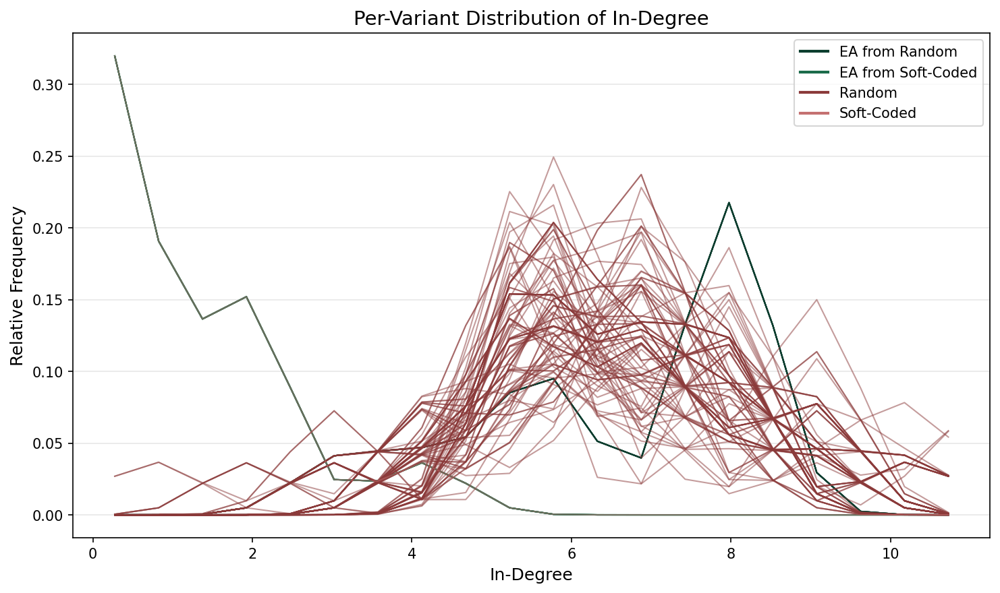 Per-Variant Distribution of In-Degree
EA from Random
EA from Soft-Coded
Random
Soft-Coded
Relative Frequency
0.30
0.25
0.20
0.15
0.10
0.05
0.00
0 2 4 6 8 10
In-Degree